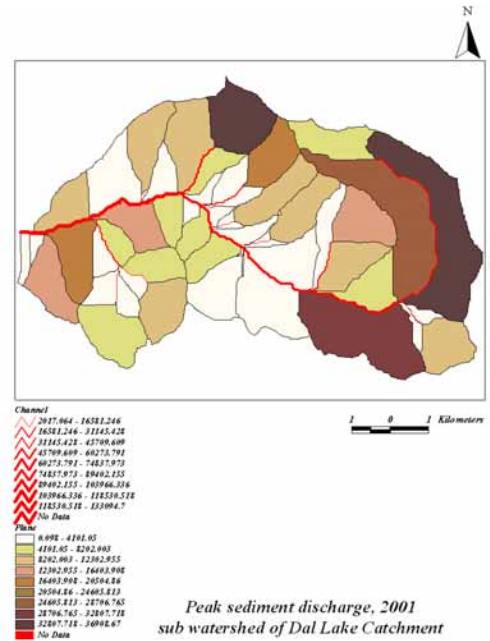 N
Channel
2017.064 - 16581.246
16581.246 - 31145.428
31145.428 - 45709.609
45709.609 - 60273.791
60273.791 - 74837.973
74837.973 - 89402.155
89402.155 - 103966.336
103966.336 - 118530.518
118530.518 - 133094.7
No Data
Plane
0.098 - 4101.05
4101.05 - 8202.003
8202.003 - 12302.955
12302.955 - 16403.908
16403.908 - 20504.86
20504.86 - 24605.813
24605.813 - 28706.765
28706.765 - 32807.718
32807.718 - 36908.67
No Data
1 0 1 Kilometers
Peak sediment discharge, 2001
sub watershed of Dal Lake Catchment